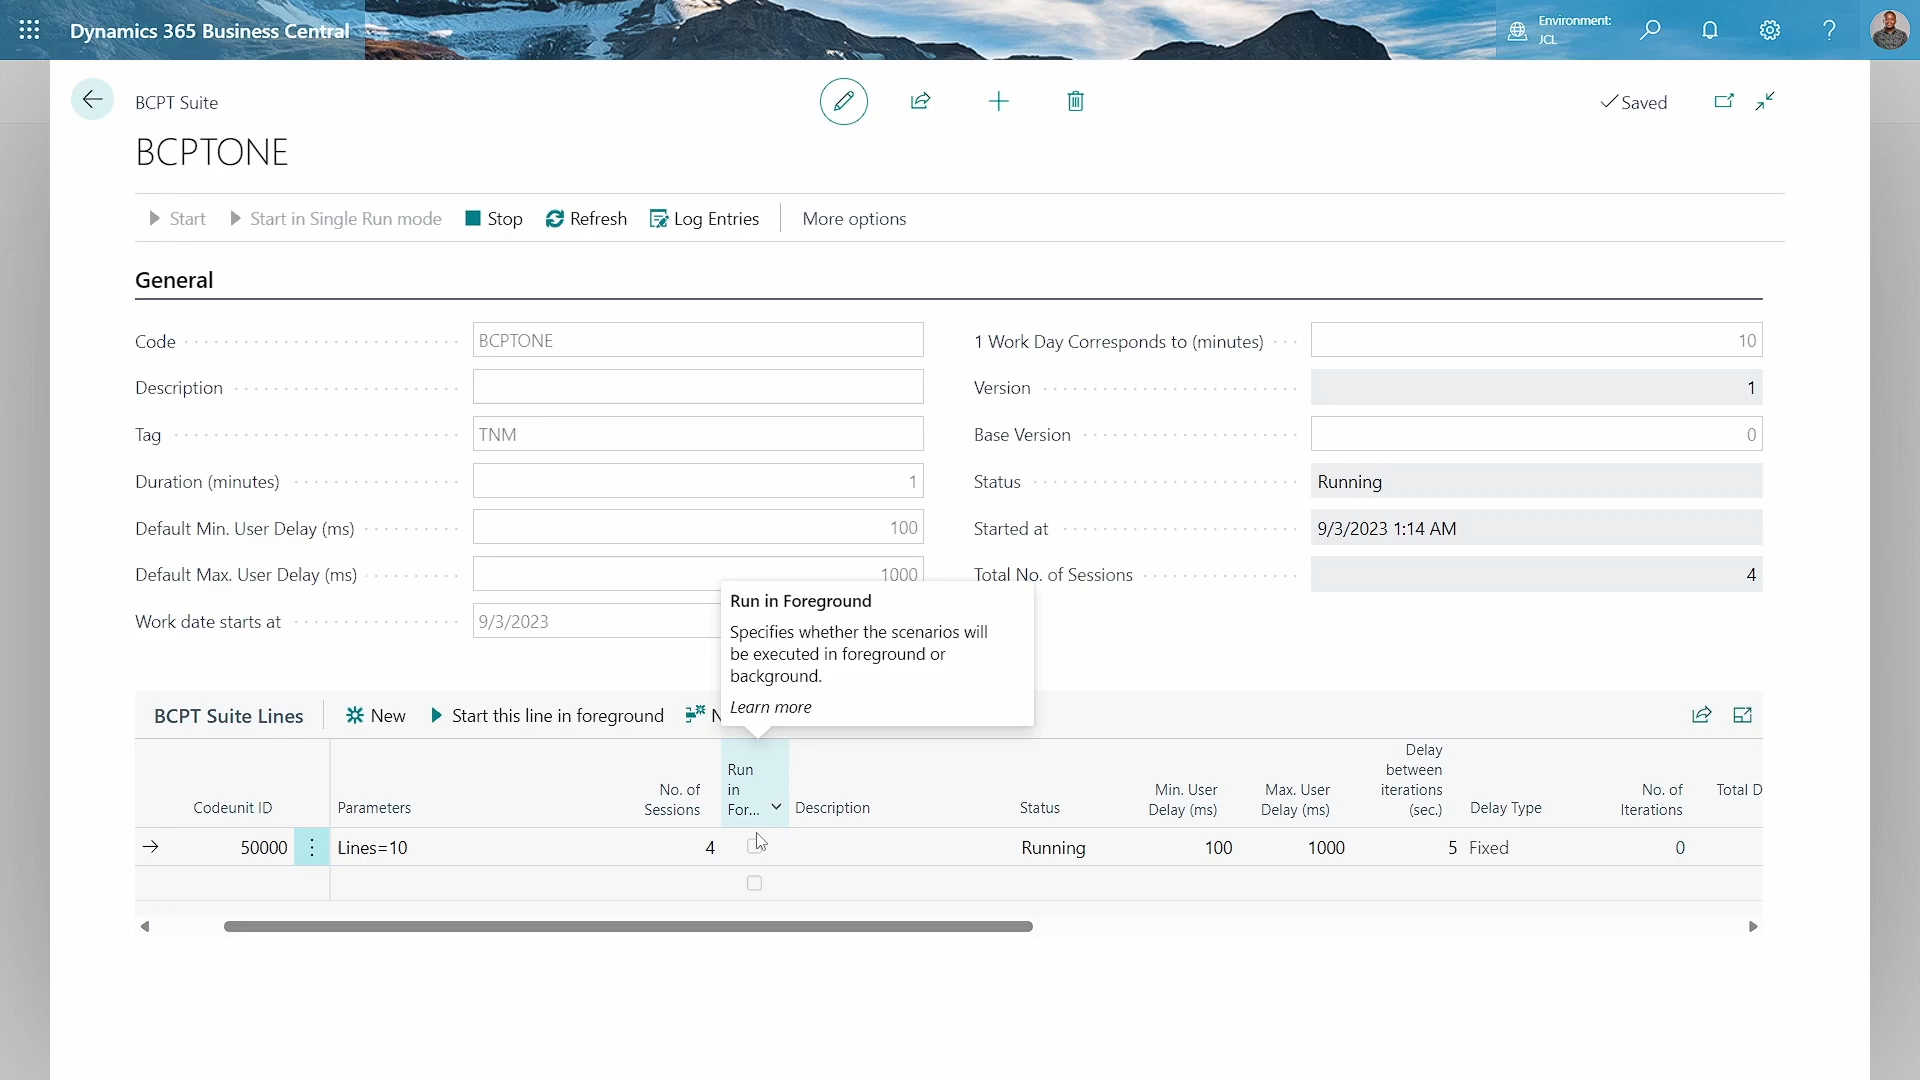 Dynamics 365 Business Central
Environment:
JCL
BCPT Suite
Saved
BCPTONE
Start
Start in Single Run mode
Stop
Refresh
Log Entries
More options
General
Code
BCPTONE
1 Work Day Corresponds to (minutes)
10
Description
Version
1
Tag
TNM
Base Version
0
Duration (minutes)
1
Status
Running
Default Min. User Delay (ms)
100
Started at
9/3/2023 1:14 AM
Default Max. User Delay (ms)
1000
Total No. of Sessions
4
Work date starts at
9/3/2023
Run in Foreground
Specifies whether the scenarios will
be executed in foreground or
background.
Learn more
BCPT Suite Lines
New
Start this line in foreground
Codeunit ID
Parameters
No. of
Sessions
Run
in
For...
Description
Status
Min. User
Delay (ms)
Max. User
Delay (ms)
Delay
between
iterations
(sec.)
Delay Type
No. of
Iterations
Total D
50000
Lines=10
4
Running
100
1000
5
Fixed
0